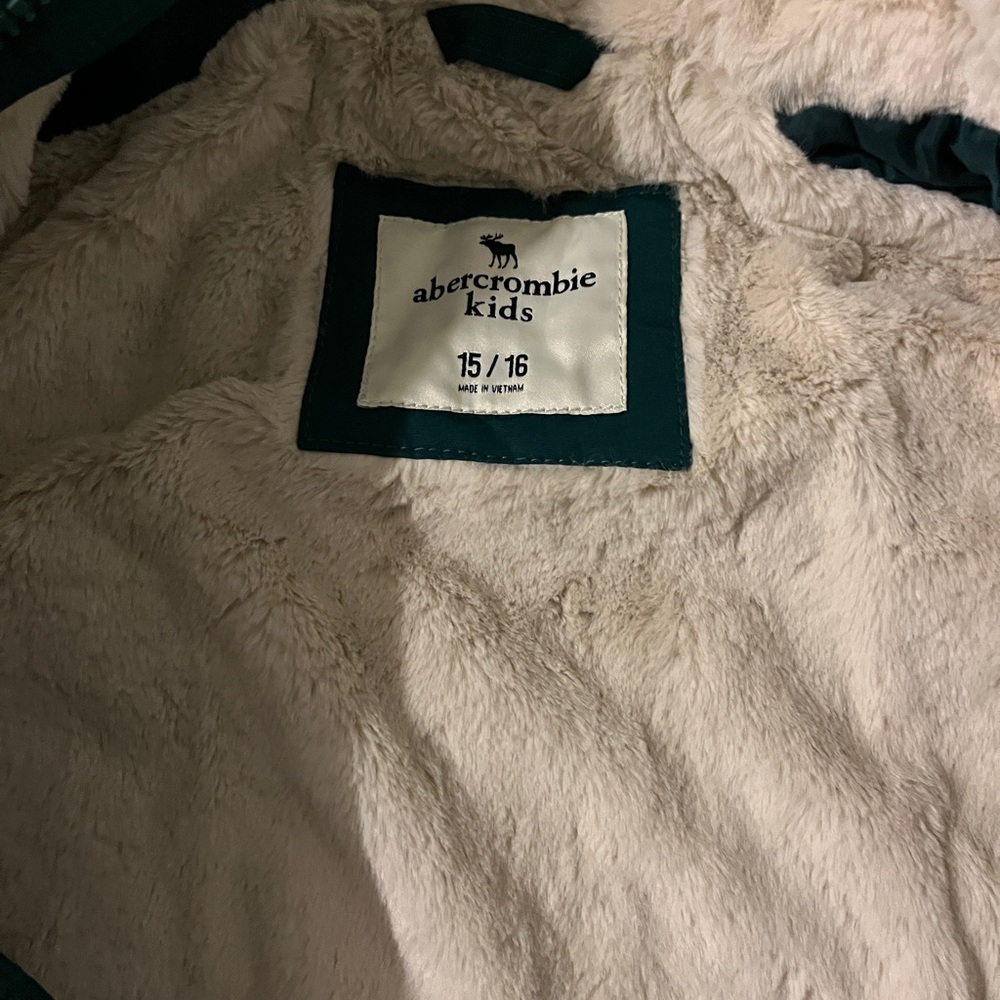 abercrombie
kids
15 / 16
MADE IN VIETNAM